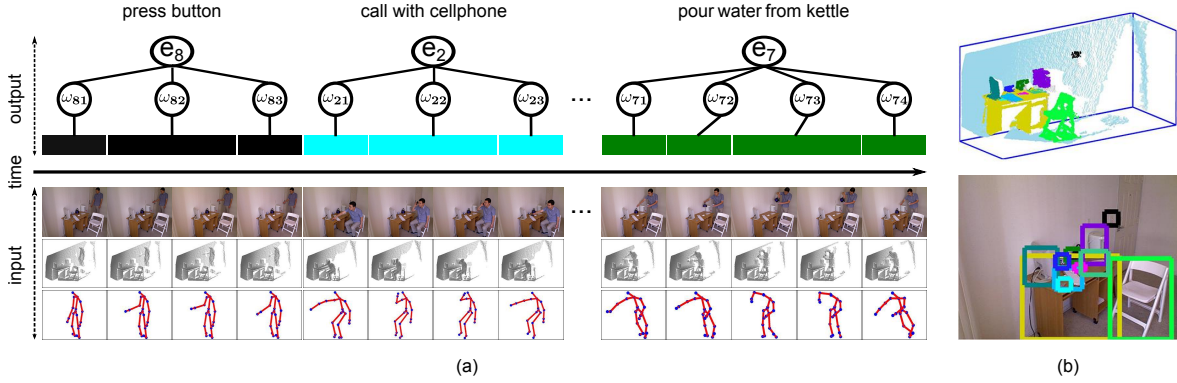 press button
call with cellphone
pour water from kettle
output
e8
e2
e7
ω81
ω82
ω83
ω21
ω22
ω23
...
ω71
ω72
ω73
ω74
time
input
...
(a)
(b)